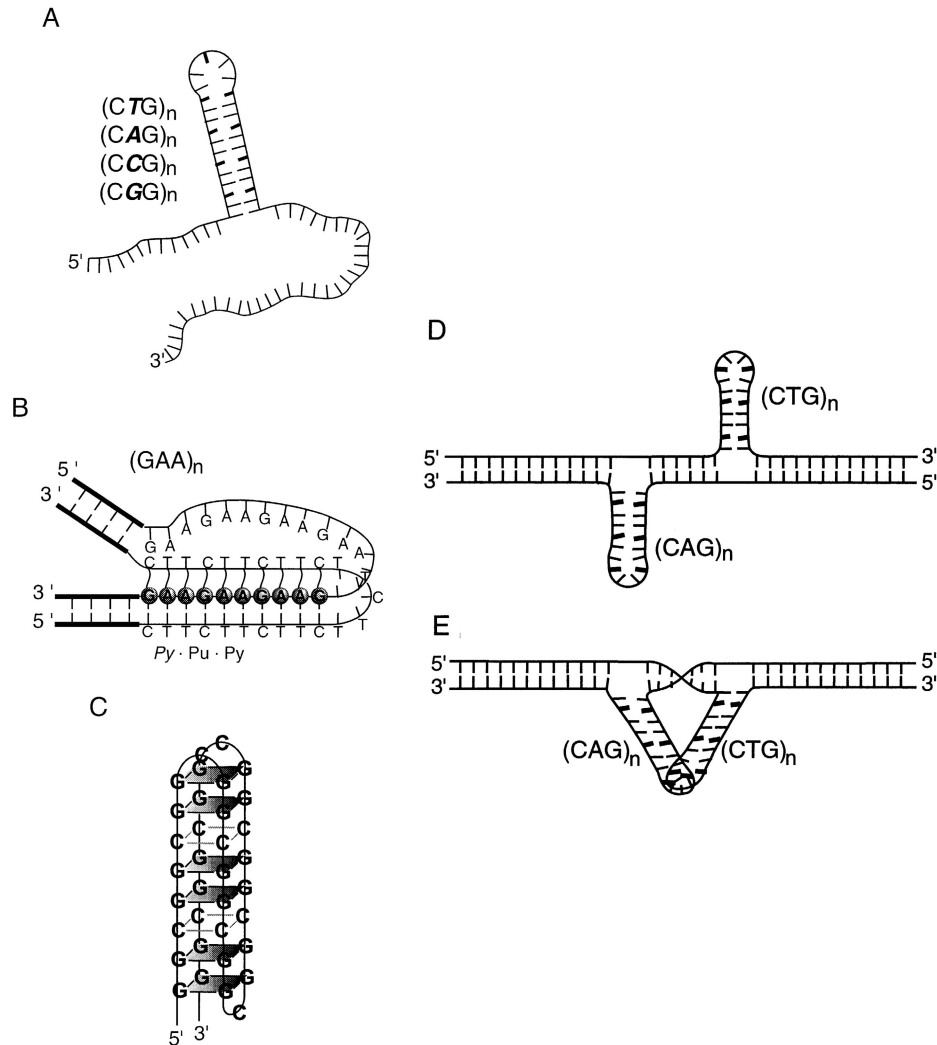 A
(CTG)n
(CAG)n
(CCG)n
(CGG)n
5'
3'
B
(GAA)n
5'
3'
G A A G A A G A A G A A
C T T C T T C T T C T T C
3' G A A G A A G A A G
5' C T T C T T C T T C T T
Py · Pu · Py
C
C C
G G G G
G G G G
C C C C
G G G G
G G G G
C C C C
G G G G
G G G G
C
5' 3'
D
(CTG)n
5' 3'
3' 5'
(CAG)n
E
5' 5'
3' 3'
(CAG)n (CTG)n